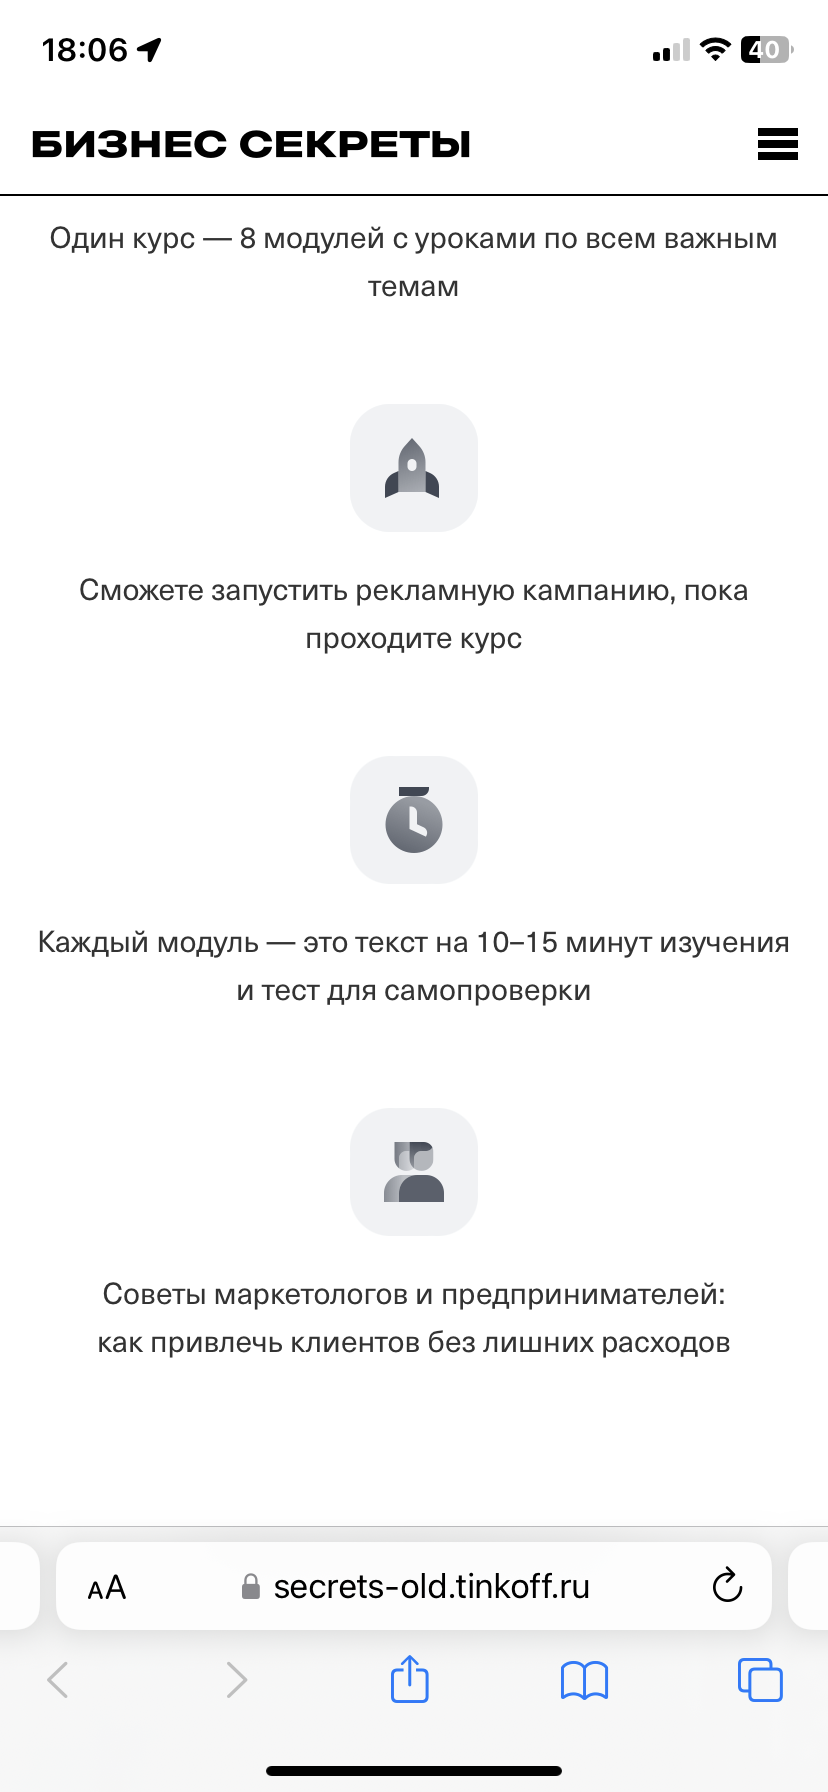 18:06
40
БИЗНЕС СЕКРЕТЫ
Один курс — 8 модулей с уроками по всем важным
темам
Сможете запустить рекламную кампанию, пока
проходите курс
Каждый модуль — это текст на 10–15 минут изучения
и тест для самопроверки
Советы маркетологов и предпринимателей:
как привлечь клиентов без лишних расходов
AA secrets-old.tinkoff.ru